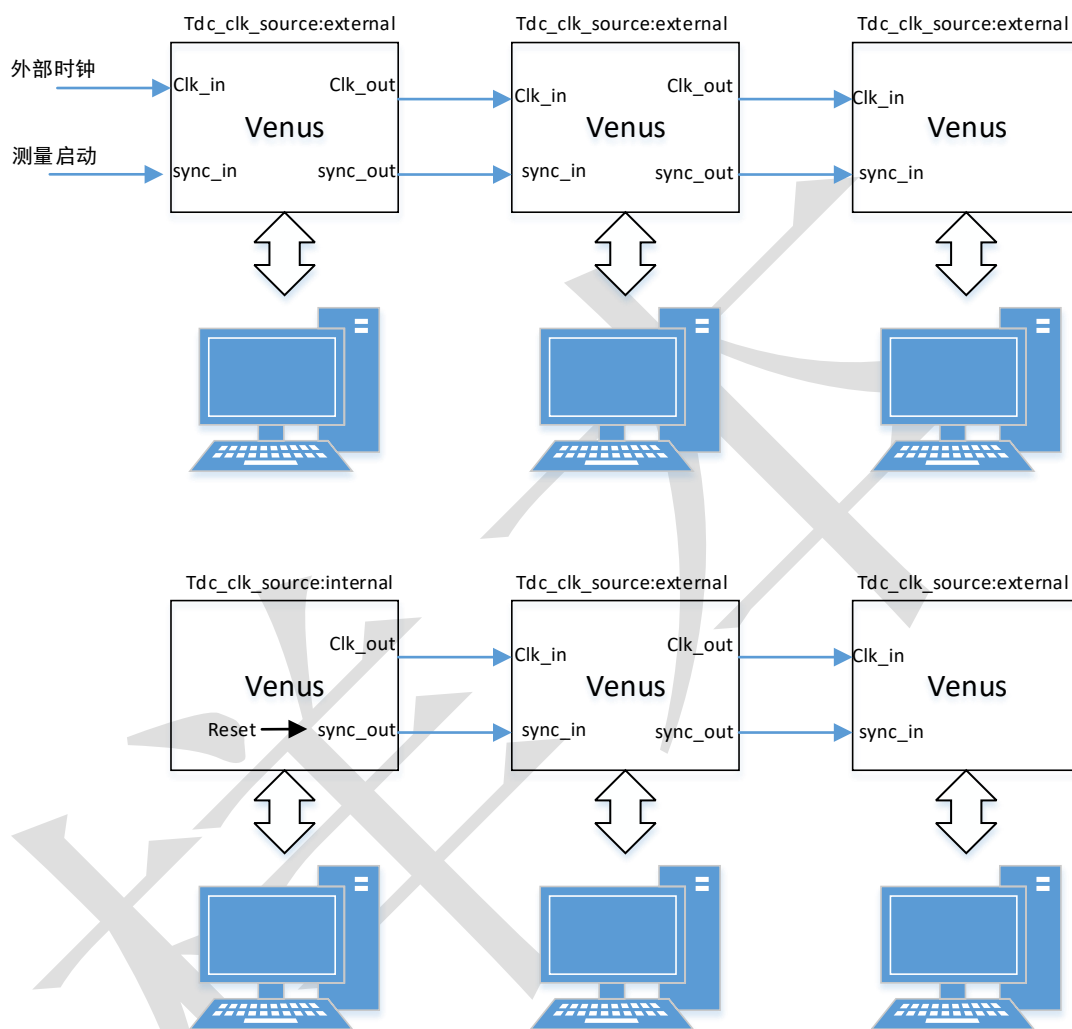 Tdc_clk_source:external
Tdc_clk_source:external
Tdc_clk_source:external
外部时钟
Clk_in
Clk_out
Clk_in
Clk_out
Clk_in
Venus
Venus
Venus
测量启动
sync_in
sync_out
sync_in
sync_out
sync_in
Tdc_clk_source:internal
Tdc_clk_source:external
Tdc_clk_source:external
Clk_out
Clk_in
Clk_out
Clk_in
Venus
Venus
Venus
Reset
sync_out
sync_in
sync_out
sync_in